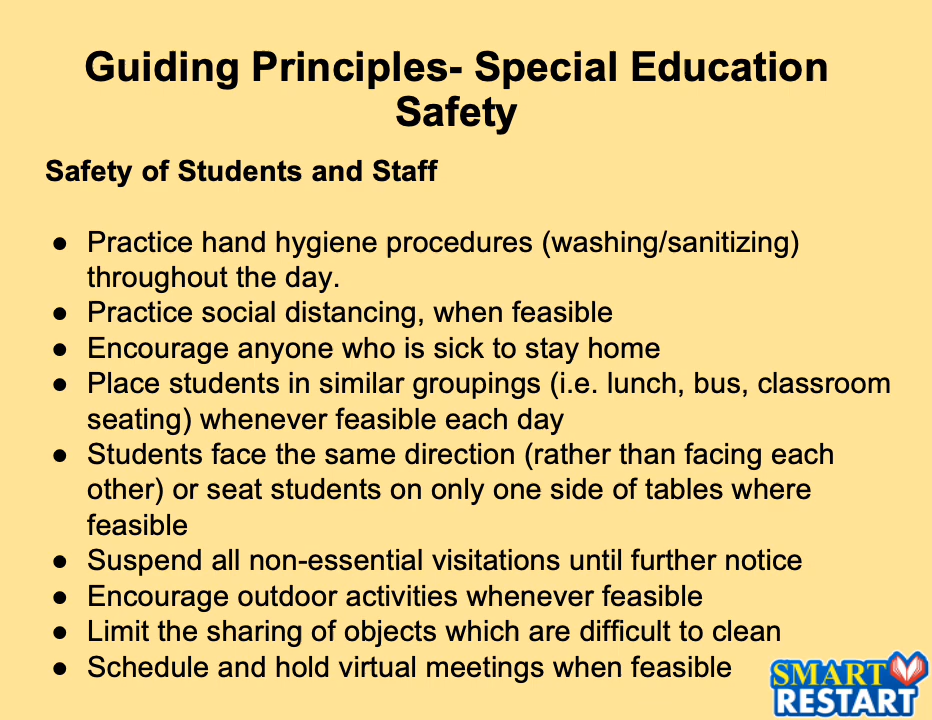 Guiding Principles- Special Education
Safety
Safety of Students and Staff
● Practice hand hygiene procedures (washing/sanitizing)
throughout the day.
● Practice social distancing, when feasible
● Encourage anyone who is sick to stay home
● Place students in similar groupings (i.e. lunch, bus, classroom
seating) whenever feasible each day
● Students face the same direction (rather than facing each
other) or seat students on only one side of tables where
feasible
● Suspend all non-essential visitations until further notice
● Encourage outdoor activities whenever feasible
● Limit the sharing of objects which are difficult to clean
● Schedule and hold virtual meetings when feasible
SMART
RESTART